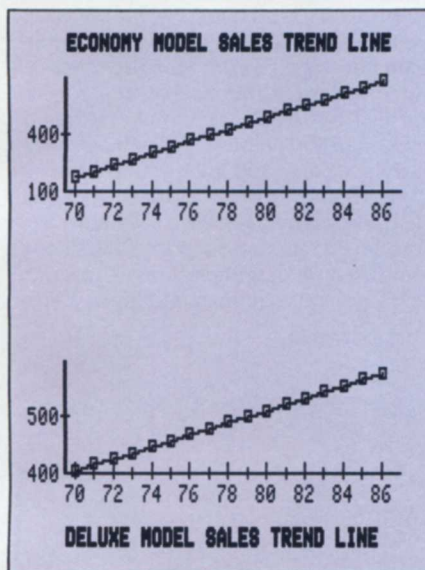 ECONOMY MODEL SALES TREND LINE
400
100
70 72 74 76 78 80 82 84 86
500
400
70 72 74 76 78 80 82 84 86
DELUXE MODEL SALES TREND LINE